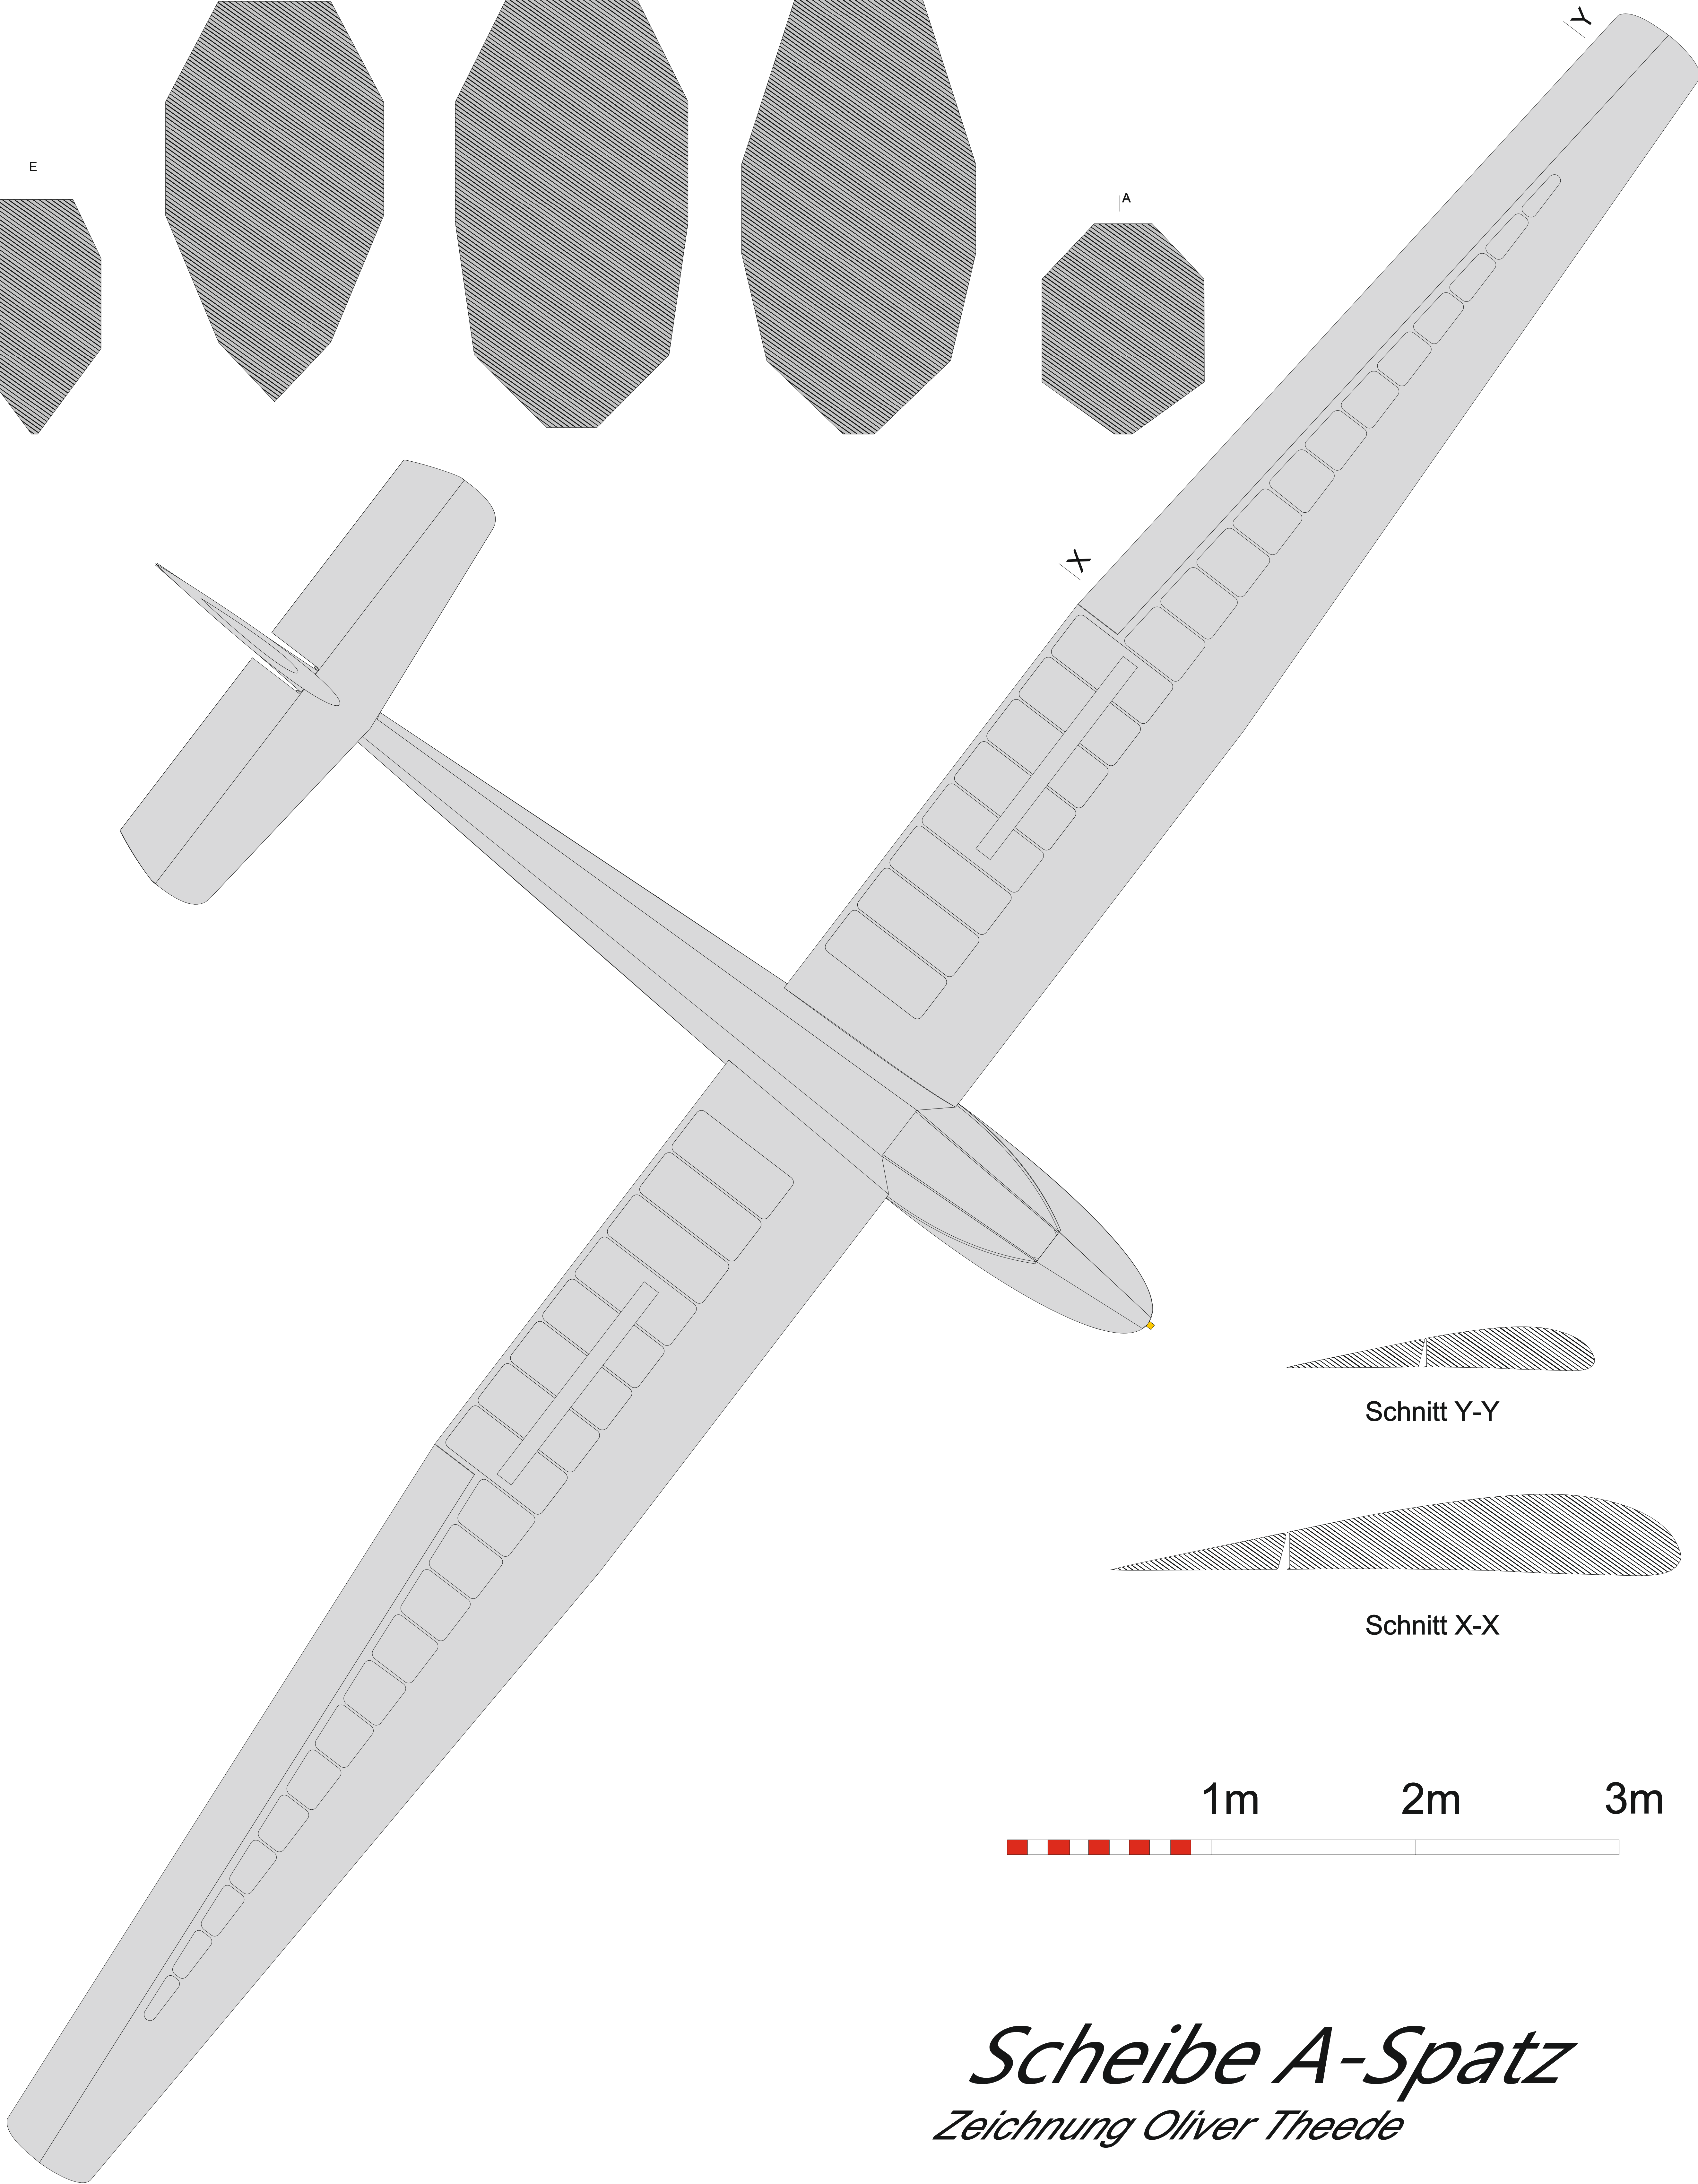 Y
E
A
X
Schnitt Y-Y
Schnitt X-X
1m 2m 3m
Scheibe A-Spatz
Zeichnung Oliver Theede